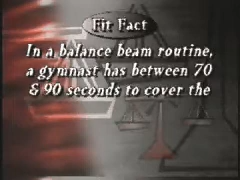 Fit Fact
In a balance beam routine,
a gymnast has between 70
& 90 seconds to cover the